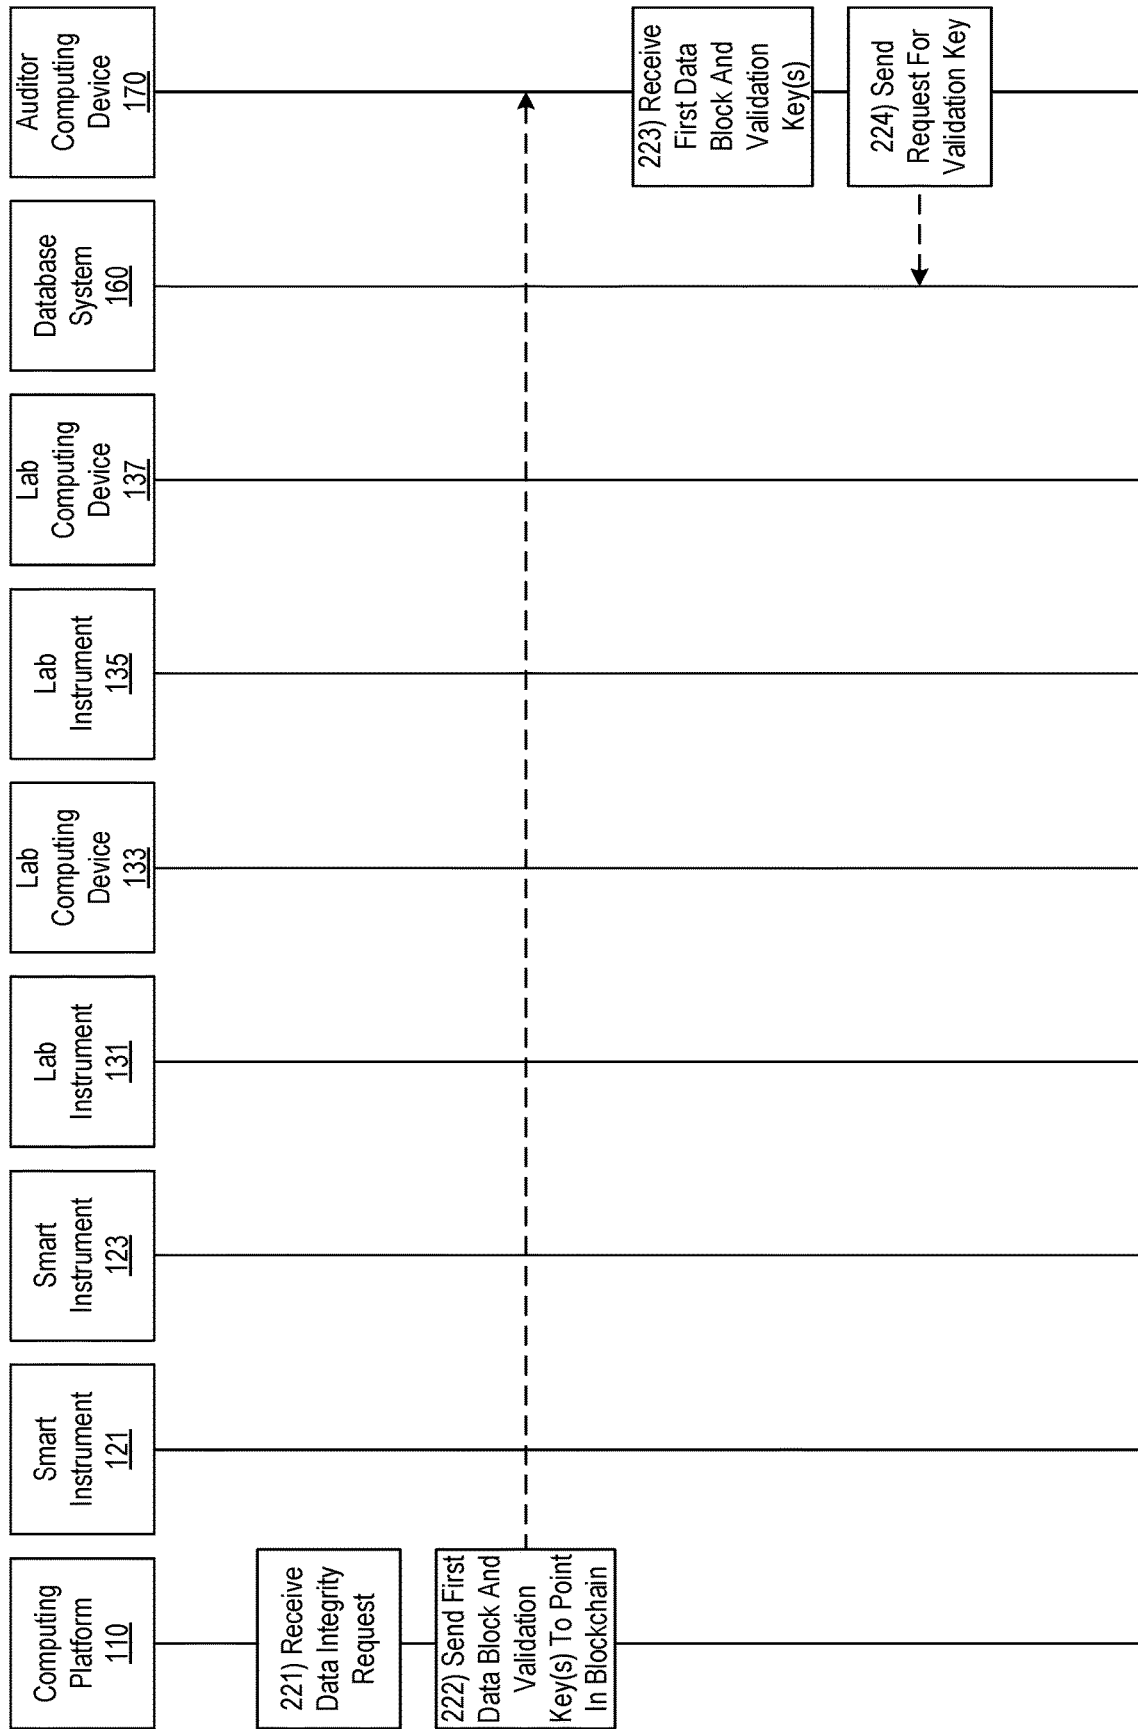 Computing
Platform
110
Smart
Instrument
121
Smart
Instrument
123
Lab
Instrument
131
Lab
Computing
Device
133
Lab
Instrument
135
Lab
Computing
Device
137
Database
System
160
Auditor
Computing
Device
170
221) Receive
Data Integrity
Request
222) Send First
Data Block And
Validation
Key(s) To Point
In Blockchain
223) Receive
First Data
Block And
Validation
Key(s)
224) Send
Request For
Validation Key